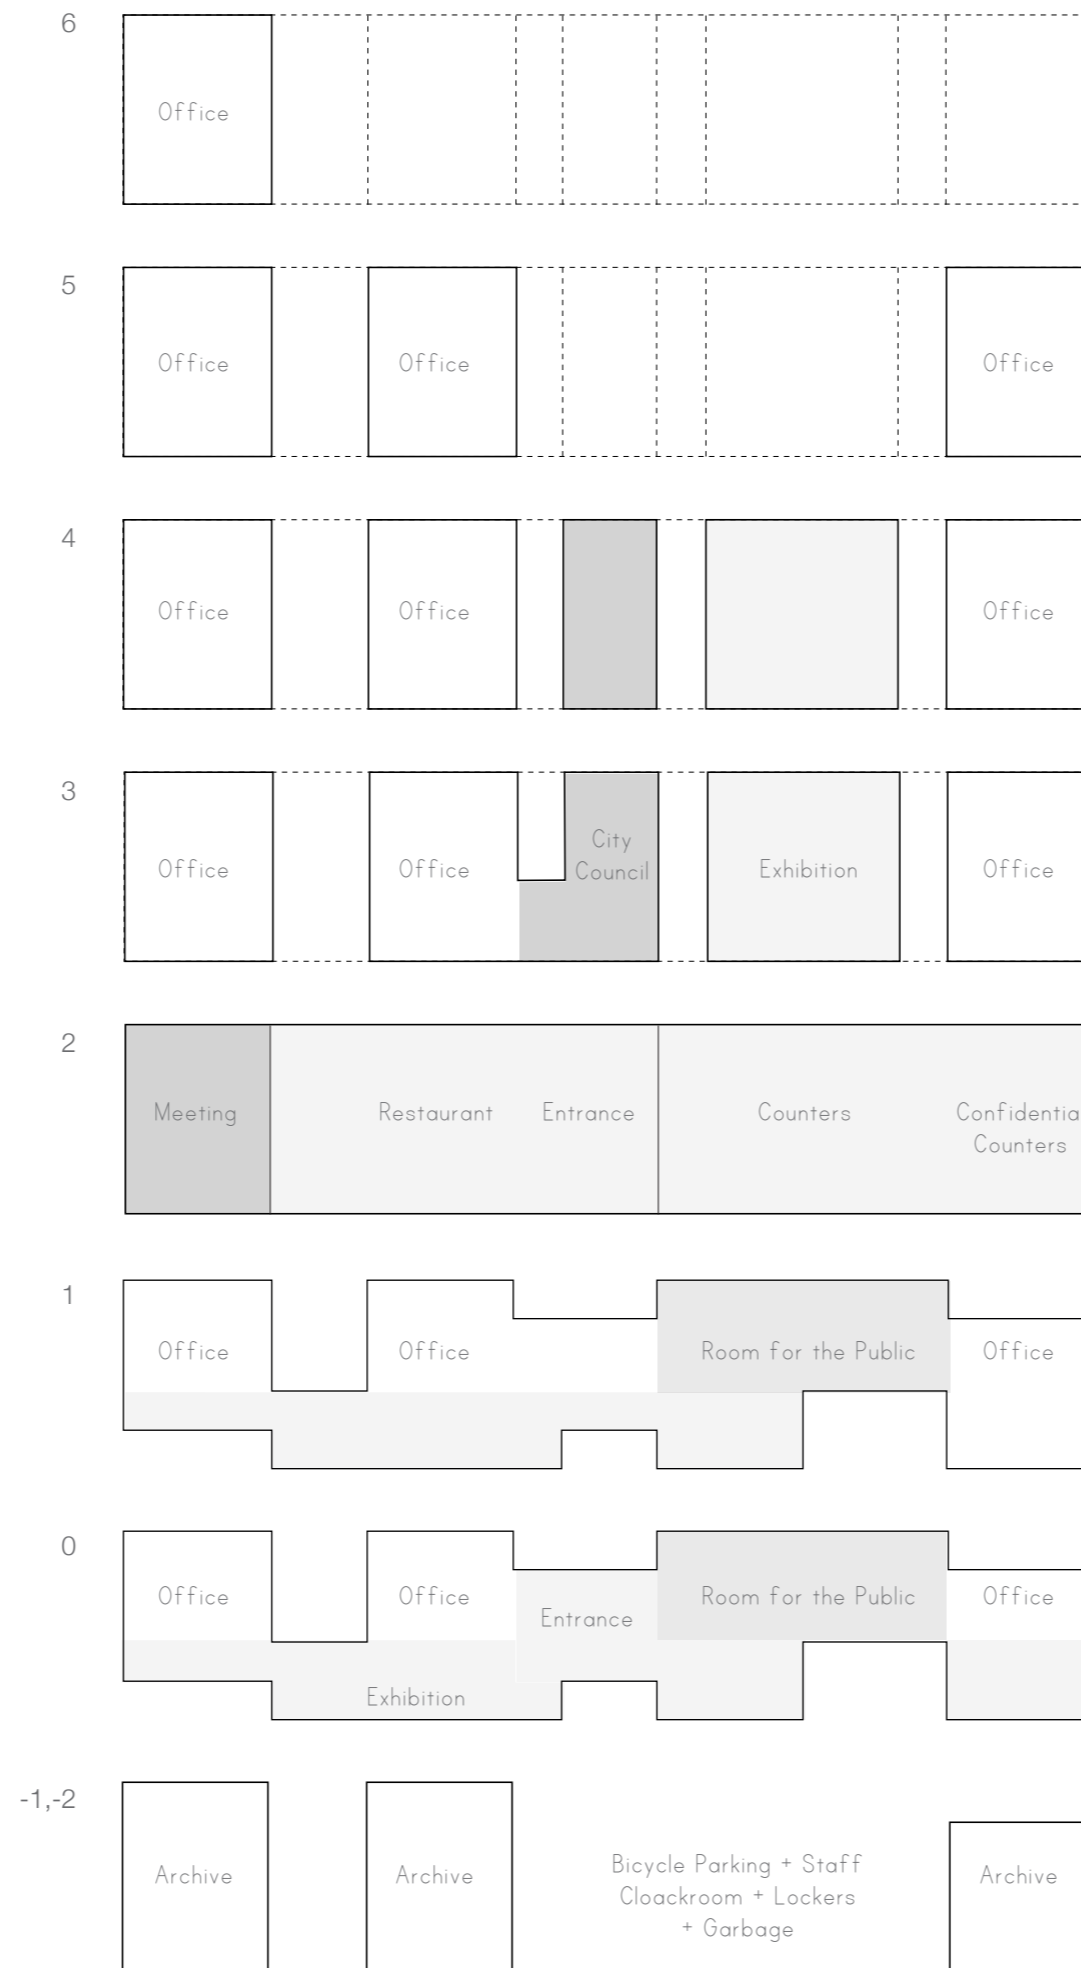 6
Office
5
Office Office Office
4
Office Office Office
3
City
Council
Office Office Exhibition Office
2
Meeting Restaurant Entrance Counters Confidentia
Counters
1
Office Office Room for the Public Office
0
Office Office Room for the Public Office
Entrance
Exhibition
-1,-2
Bicycle Parking + Staff
Archive Archive Archive
Cloackroom + Lockers
+ Garbage